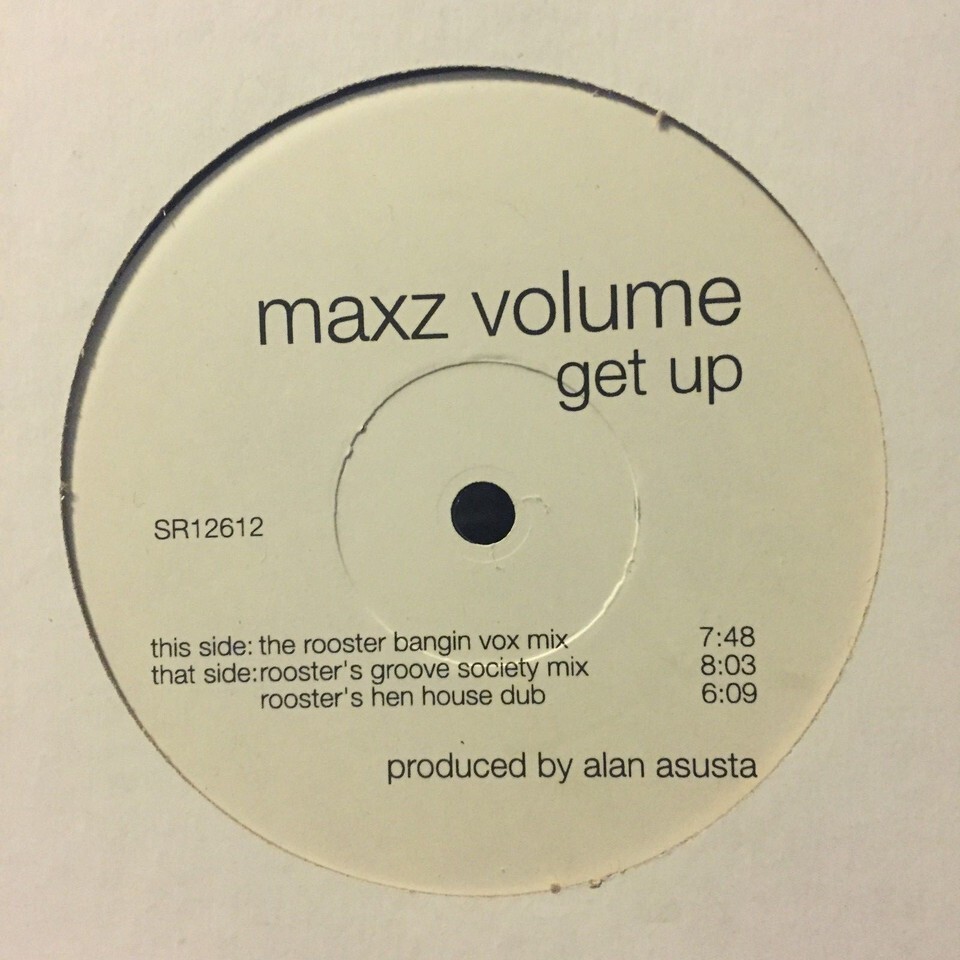 maxz volume
get up
SR12612
this side: the rooster bangin vox mix 7:48
that side:rooster's groove society mix 8:03
rooster's hen house dub 6:09
produced by alan asusta